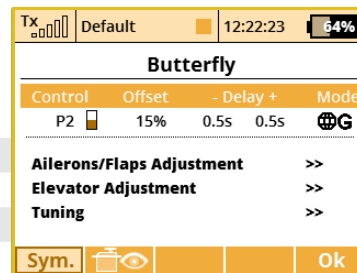 Tx Default 12:22:23 64%
Butterfly
Control Offset - Delay + Mode
P2 15% 0.5s 0.5s G
Ailerons/Flaps Adjustment >>
Elevator Adjustment >>
Tuning >>
Sym. Ok